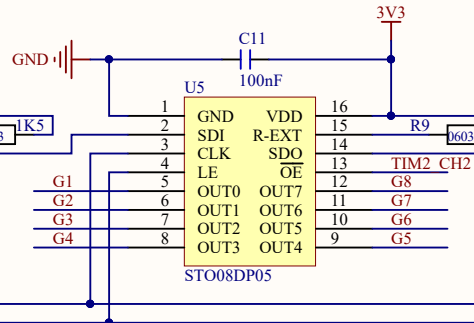 3V3
C11
GND
100nF
U5
1 GND VDD 16
1K5 2 SDI R-EXT 15 R9
3 3 CLK SDO 14 0603
4 LE OE 13 TIM2_CH2
G1 5 OUT0 OUT7 12 G8
G2 6 OUT1 OUT6 11 G7
G3 7 OUT2 OUT5 10 G6
G4 8 OUT3 OUT4 9 G5
STO08DP05